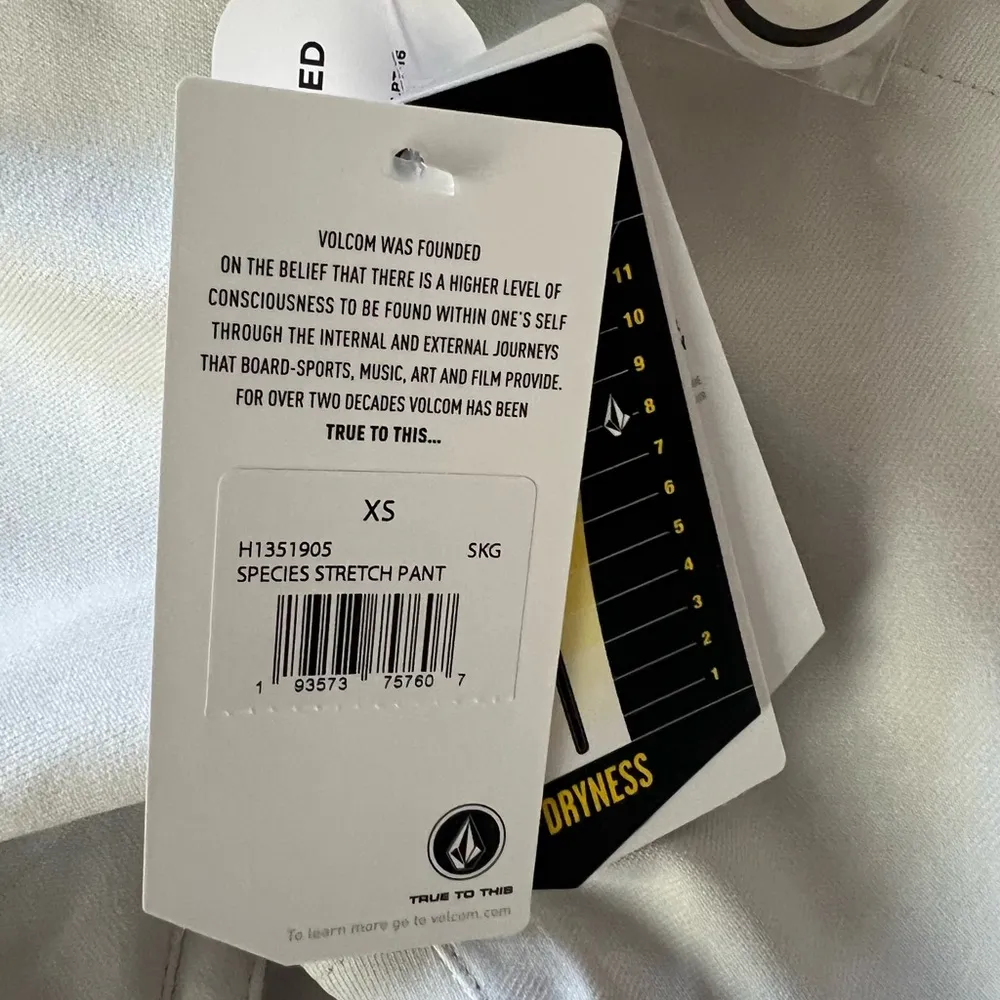 ED
VOLCOM WAS FOUNDED
ON THE BELIEF THAT THERE IS A HIGHER LEVEL OF
CONSCIOUSNESS TO BE FOUND WITHIN ONE'S SELF
THROUGH THE INTERNAL AND EXTERNAL JOURNEYS
THAT BOARD-SPORTS, MUSIC, ART AND FILM PROVIDE.
FOR OVER TWO DECADES VOLCOM HAS BEEN
TRUE TO THIS...
XS
H1351905 SKG
SPECIES STRETCH PANT
1 93573 75760 7
TRUE TO THIS
To learn more go to volcom.com
11
10
9
8
7
6
5
4
3
2
1
DRYNESS